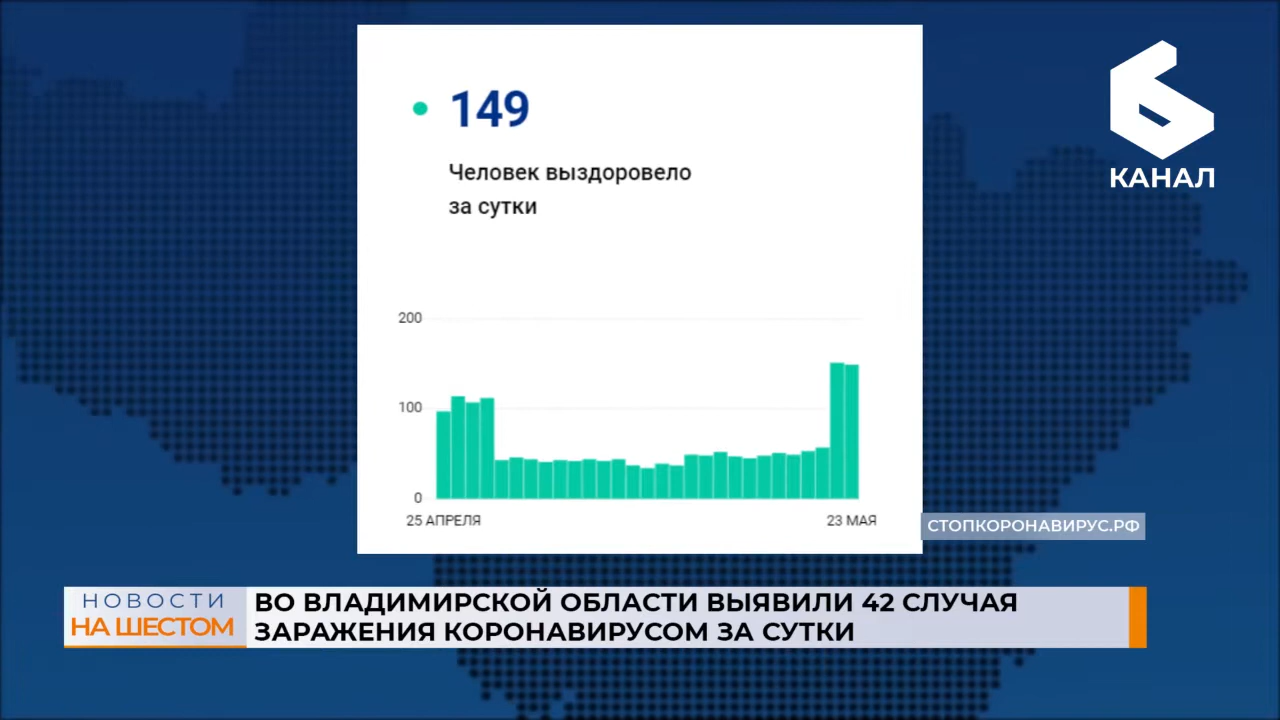 149
Человек выздоровело
за сутки
200
100
0
25 АПРЕЛЯ
23 МАЯ
КАНАЛ
СТОПКОРОНАВИРУС.РФ
НОВОСТИ
НА ШЕСТОМ
ВО ВЛАДИМИРСКОЙ ОБЛАСТИ ВЫЯВИЛИ 42 СЛУЧАЯ
ЗАРАЖЕНИЯ КОРОНАВИРУСОМ ЗА СУТКИ